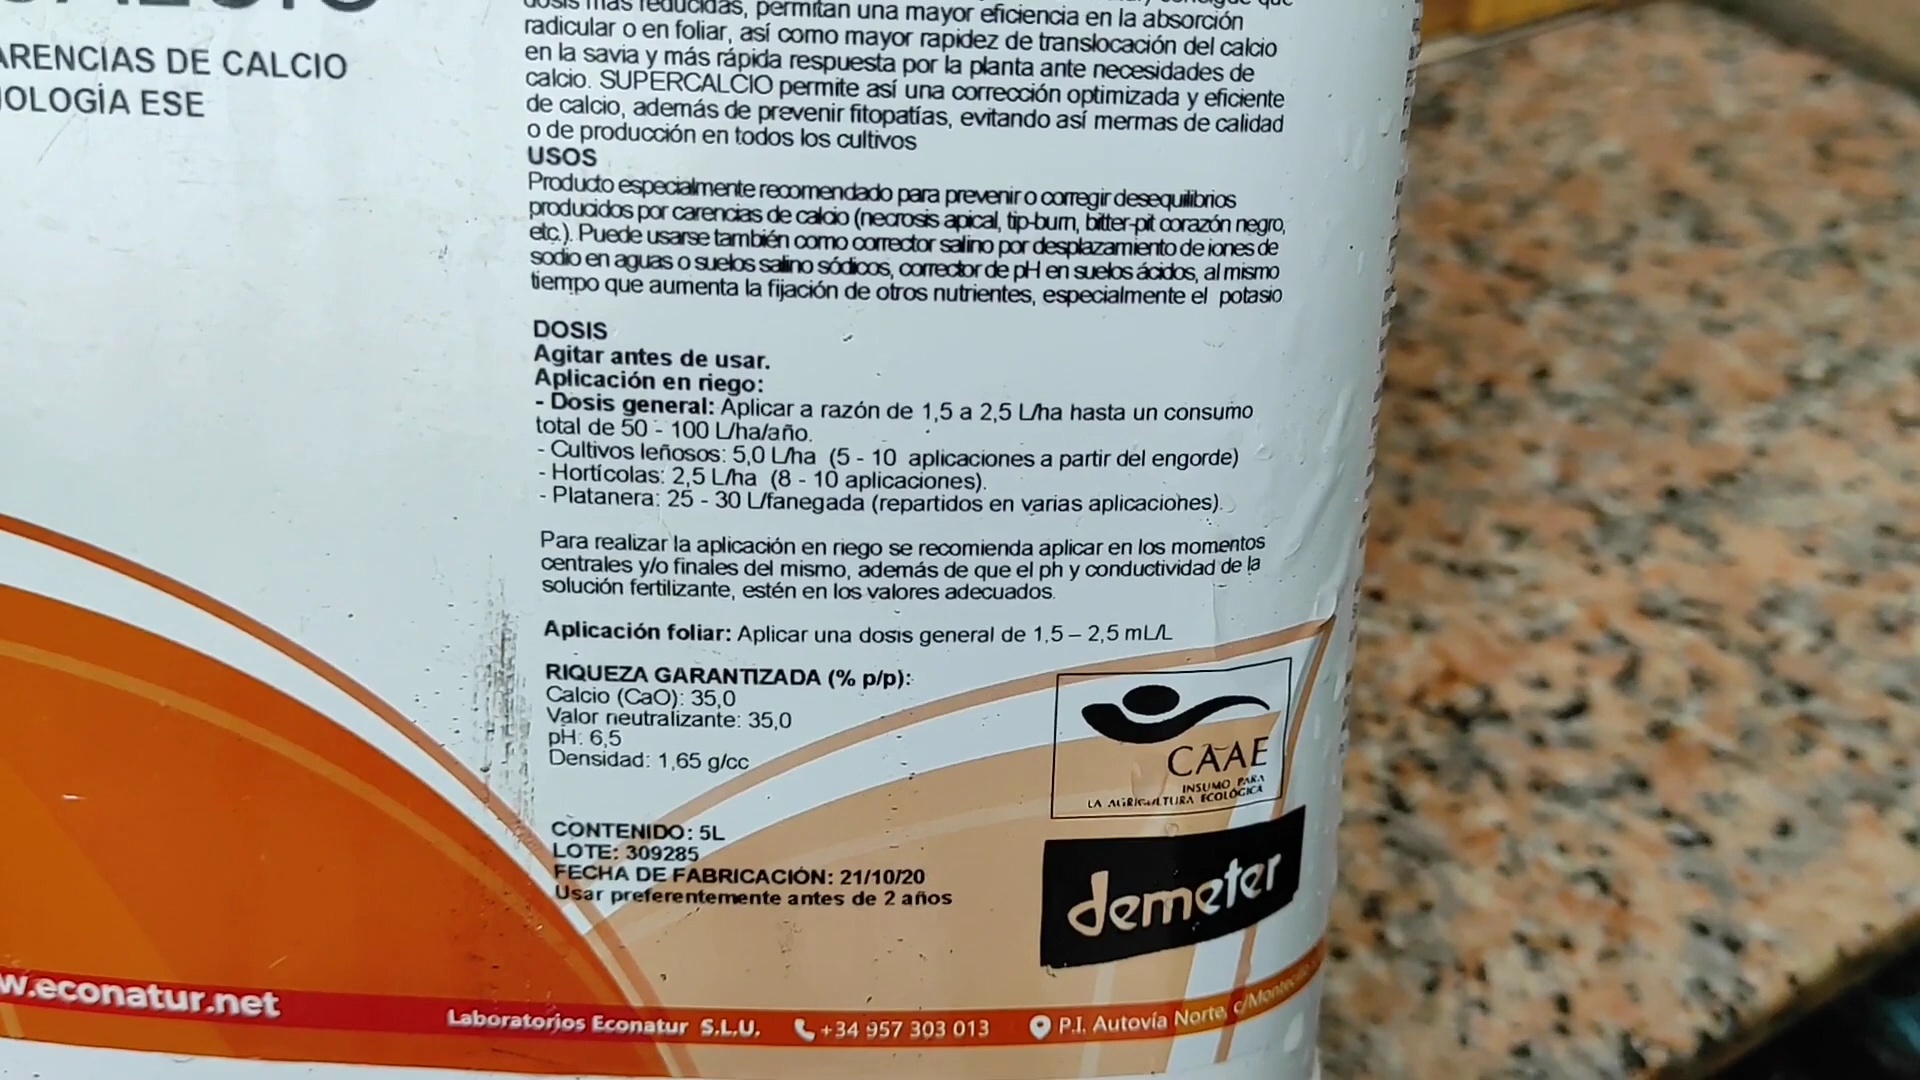 ARENCIAS DE CALCIO
OLOGÍA ESE
dosis más reducidas, permitan una mayor eficiencia en la absorción
radicular o en foliar, así como mayor rapidez de translocación del calcio
en la savia y más rápida respuesta por la planta ante necesidades de
calcio. SUPERCALCIO permite así una corrección optimizada y eficiente
de calcio, además de prevenir fitopatías, evitando así mermas de calidad
o de producción en todos los cultivos
USOS
Producto especialmente recomendado para prevenir o corregir desequilibrios
producidos por carencias de calcio (necrosis apical, tip-burn, bitter-pit corazón negro,
etc.). Puede usarse también como corrector salino por desplazamiento de iones de
sodio en aguas o suelos salino sódicos, corrector de pH en suelos ácidos, al mismo
tiempo que aumenta la fijación de otros nutrientes, especialmente el potasio
DOSIS
Agitar antes de usar.
Aplicación en riego:
- Dosis general: Aplicar a razón de 1,5 a 2,5 L/ha hasta un consumo
total de 50 - 100 L/ha/año.
- Cultivos leñosos: 5,0 L/ha (5 - 10 aplicaciones a partir del engorde)
- Hortícolas: 2,5 L/ha (8 - 10 aplicaciones).
- Platanera: 25 - 30 L/fanegada (repartidos en varias aplicaciones).
Para realizar la aplicación en riego se recomienda aplicar en los momentos
centrales y/o finales del mismo, además de que el ph y conductividad de la
solución fertilizante, estén en los valores adecuados.
Aplicación foliar: Aplicar una dosis general de 1,5 – 2,5 mL/L
RIQUEZA GARANTIZADA (% p/p):
Calcio (CaO): 35,0
Valor neutralizante: 35,0
pH: 6,5
Densidad: 1,65 g/cc
CAAE
INSUMO PARA
LA AGRICULTURA ECOLÓGICA
CONTENIDO: 5L
LOTE: 309285
FECHA DE FABRICACIÓN: 21/10/20
Usar preferentemente antes de 2 años
demeter
w.econatur.net
Laboratorios Econatur S.L.U. +34 957 303 013 P.I. Autovía Norte, c/